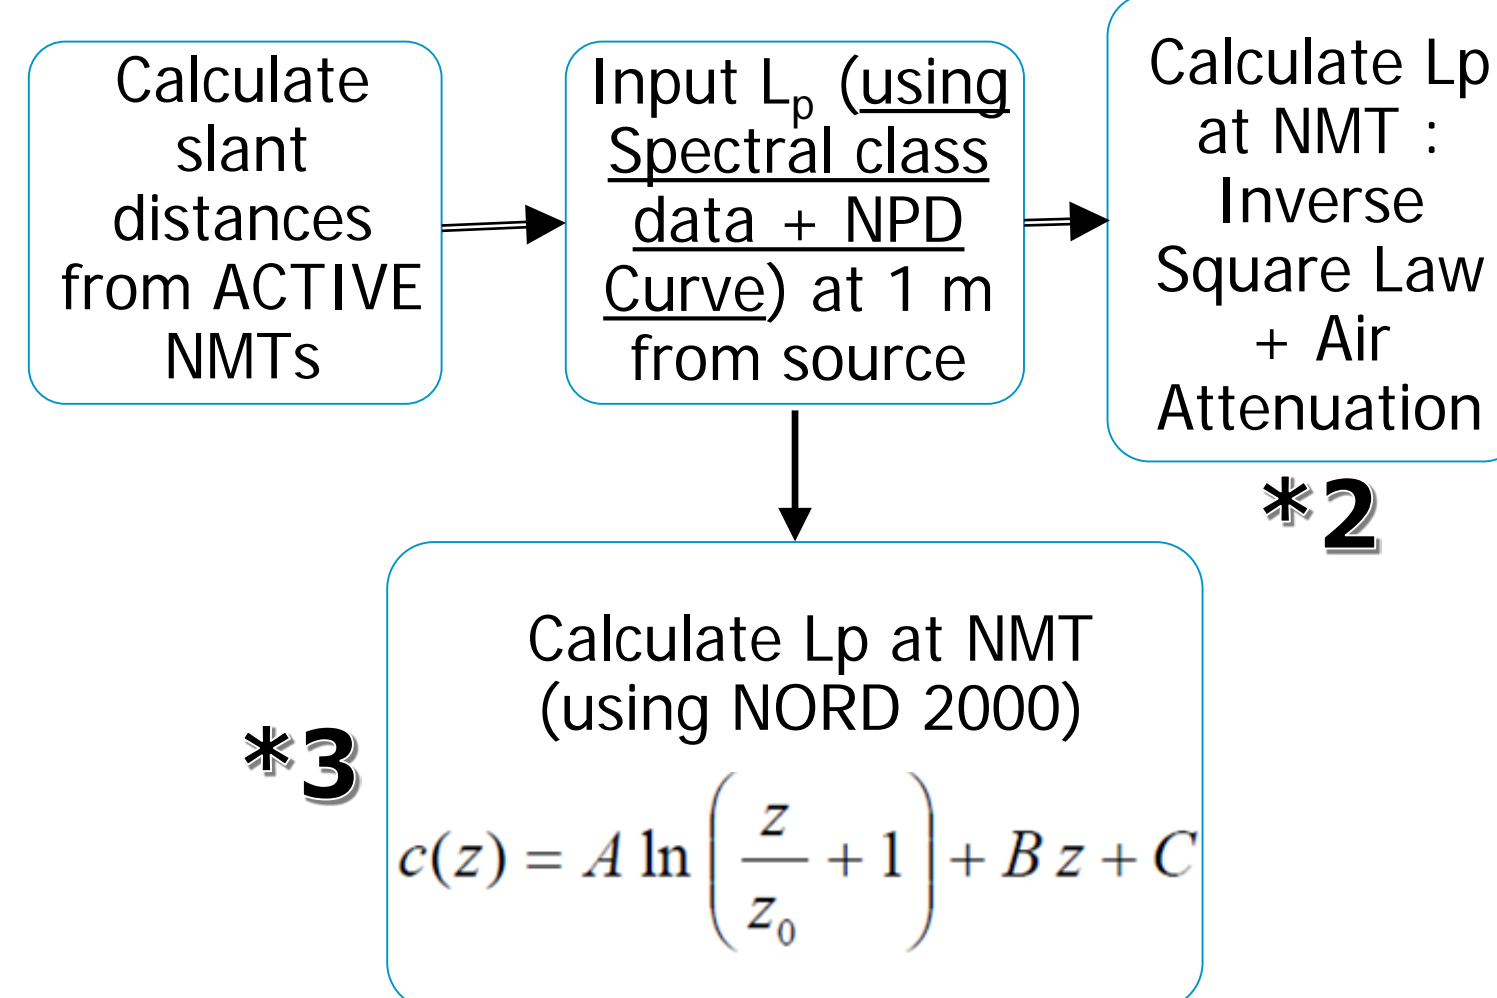 Calculate
slant
distances
from ACTIVE
NMTs
Input Lₚ (using
Spectral class
data + NPD
Curve) at 1 m
from source
Calculate Lp
at NMT :
Inverse
Square Law
+ Air
Attenuation
*2
Calculate Lp at NMT
(using NORD 2000)
*3
c(z) = A ln(z/z₀ + 1) + B z + C